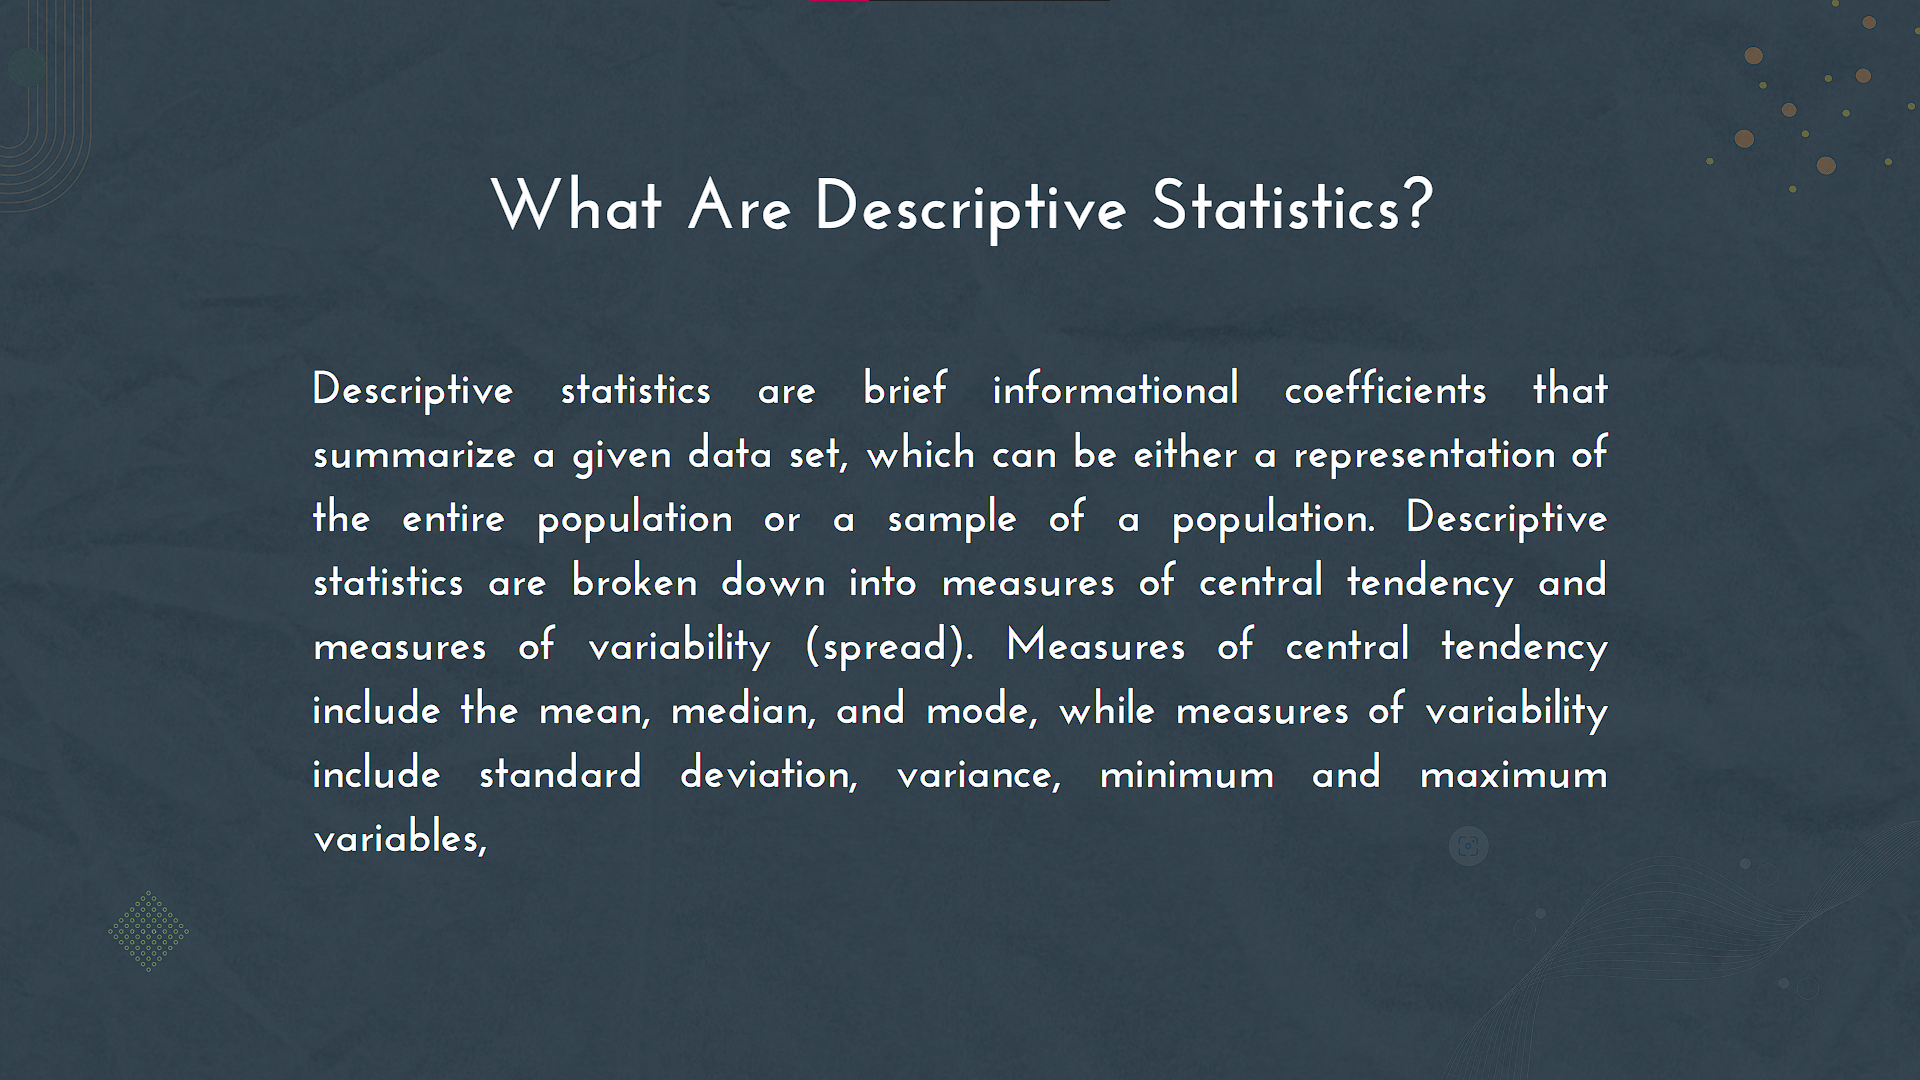 What Are Descriptive Statistics?
Descriptive statistics are brief informational coefficients that
summarize a given data set, which can be either a representation of
the entire population or a sample of a population. Descriptive
statistics are broken down into measures of central tendency and
measures of variability (spread). Measures of central tendency
include the mean, median, and mode, while measures of variability
include standard deviation, variance, minimum and maximum
variables,